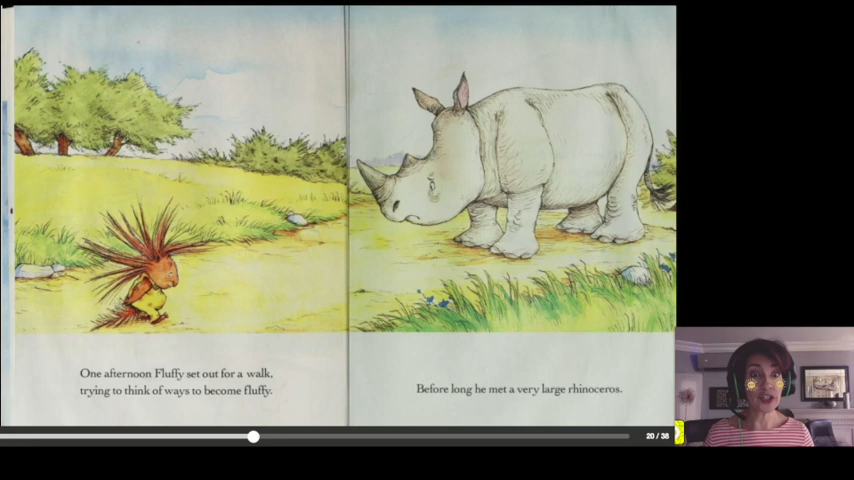 One afternoon Fluffy set out for a walk,
trying to think of ways to become fluffy.
Before long he met a very large rhinoceros.
20 / 38